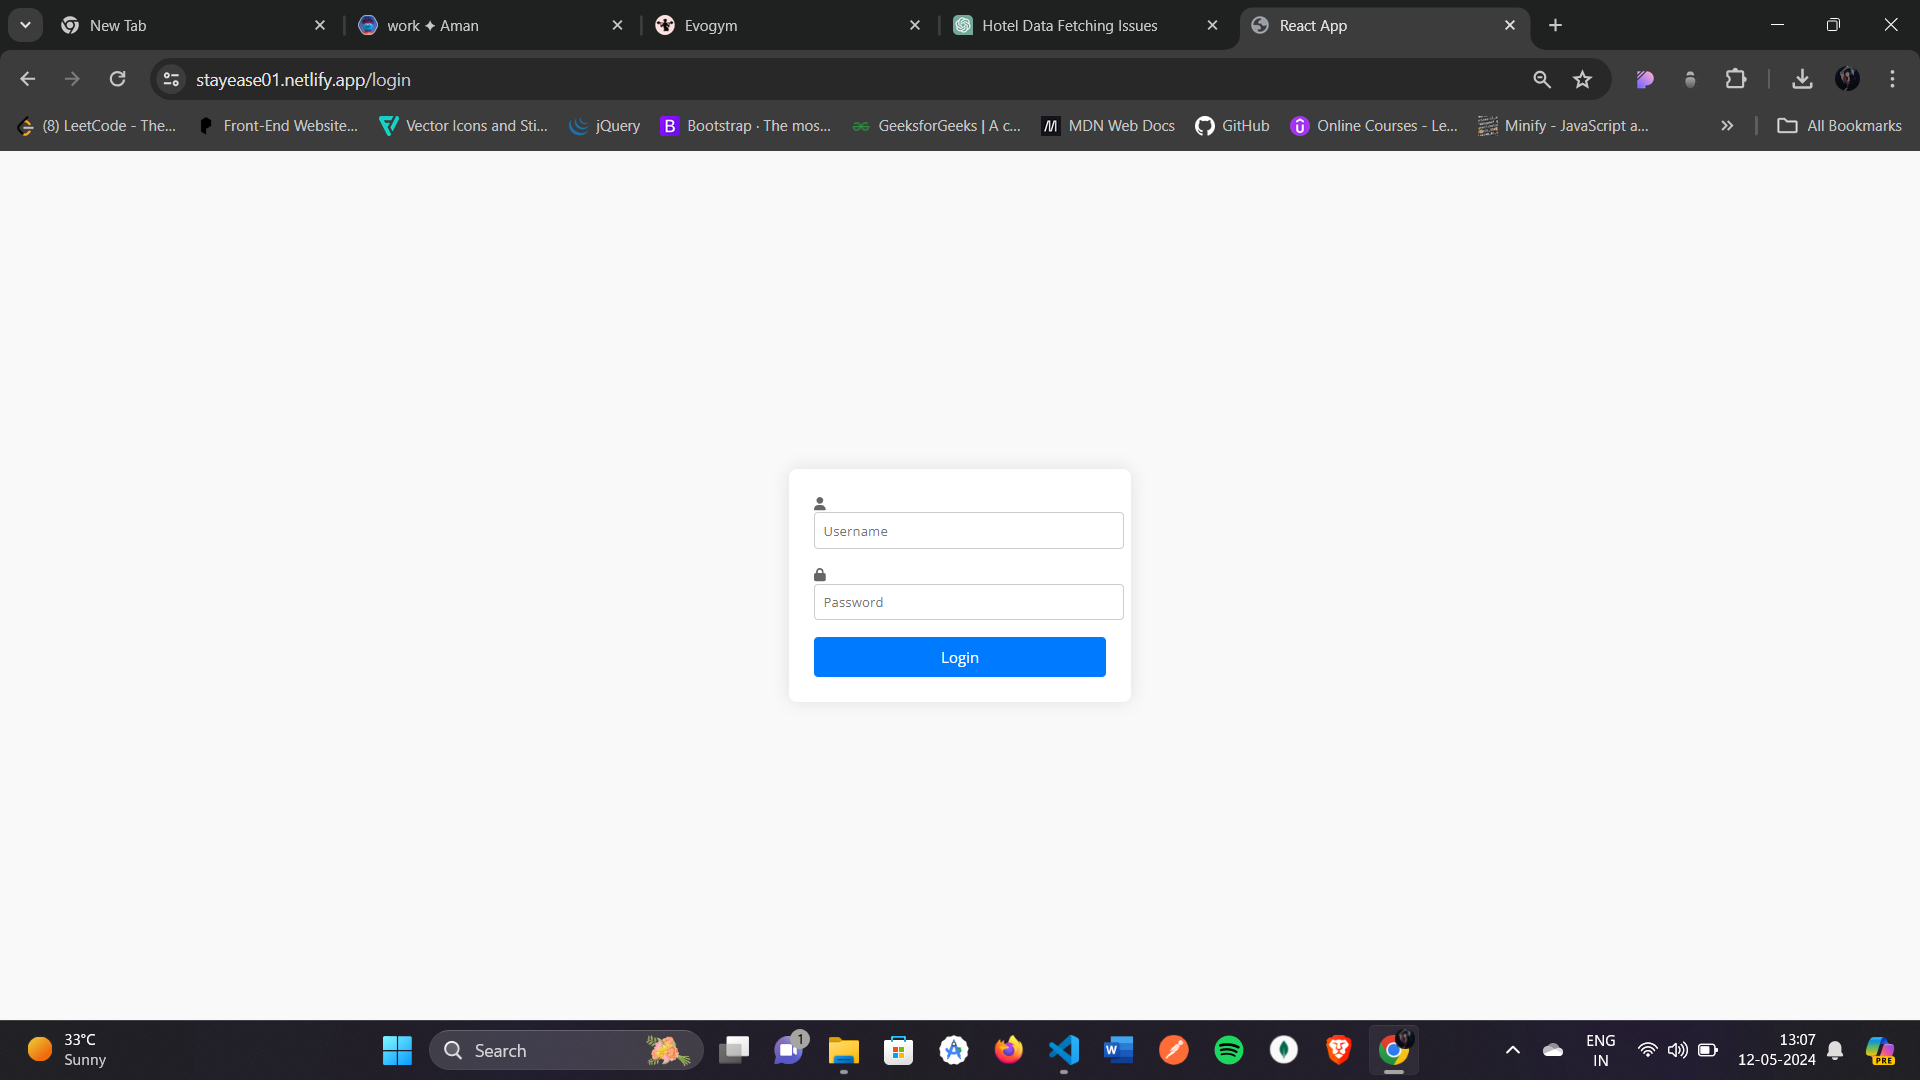 New Tab
work ✦ Aman
Evogym
Hotel Data Fetching Issues
React App
stayease01.netlify.app/login
(8) LeetCode - The...
Front-End Website...
Vector Icons and Sti...
jQuery
Bootstrap · The mos...
GeeksforGeeks | A c...
MDN Web Docs
GitHub
Online Courses - Le...
Minify - JavaScript a...
All Bookmarks
Username
Password
Login
33°C
Sunny
Search
1
ENG
IN
13:07
12-05-2024
PRE